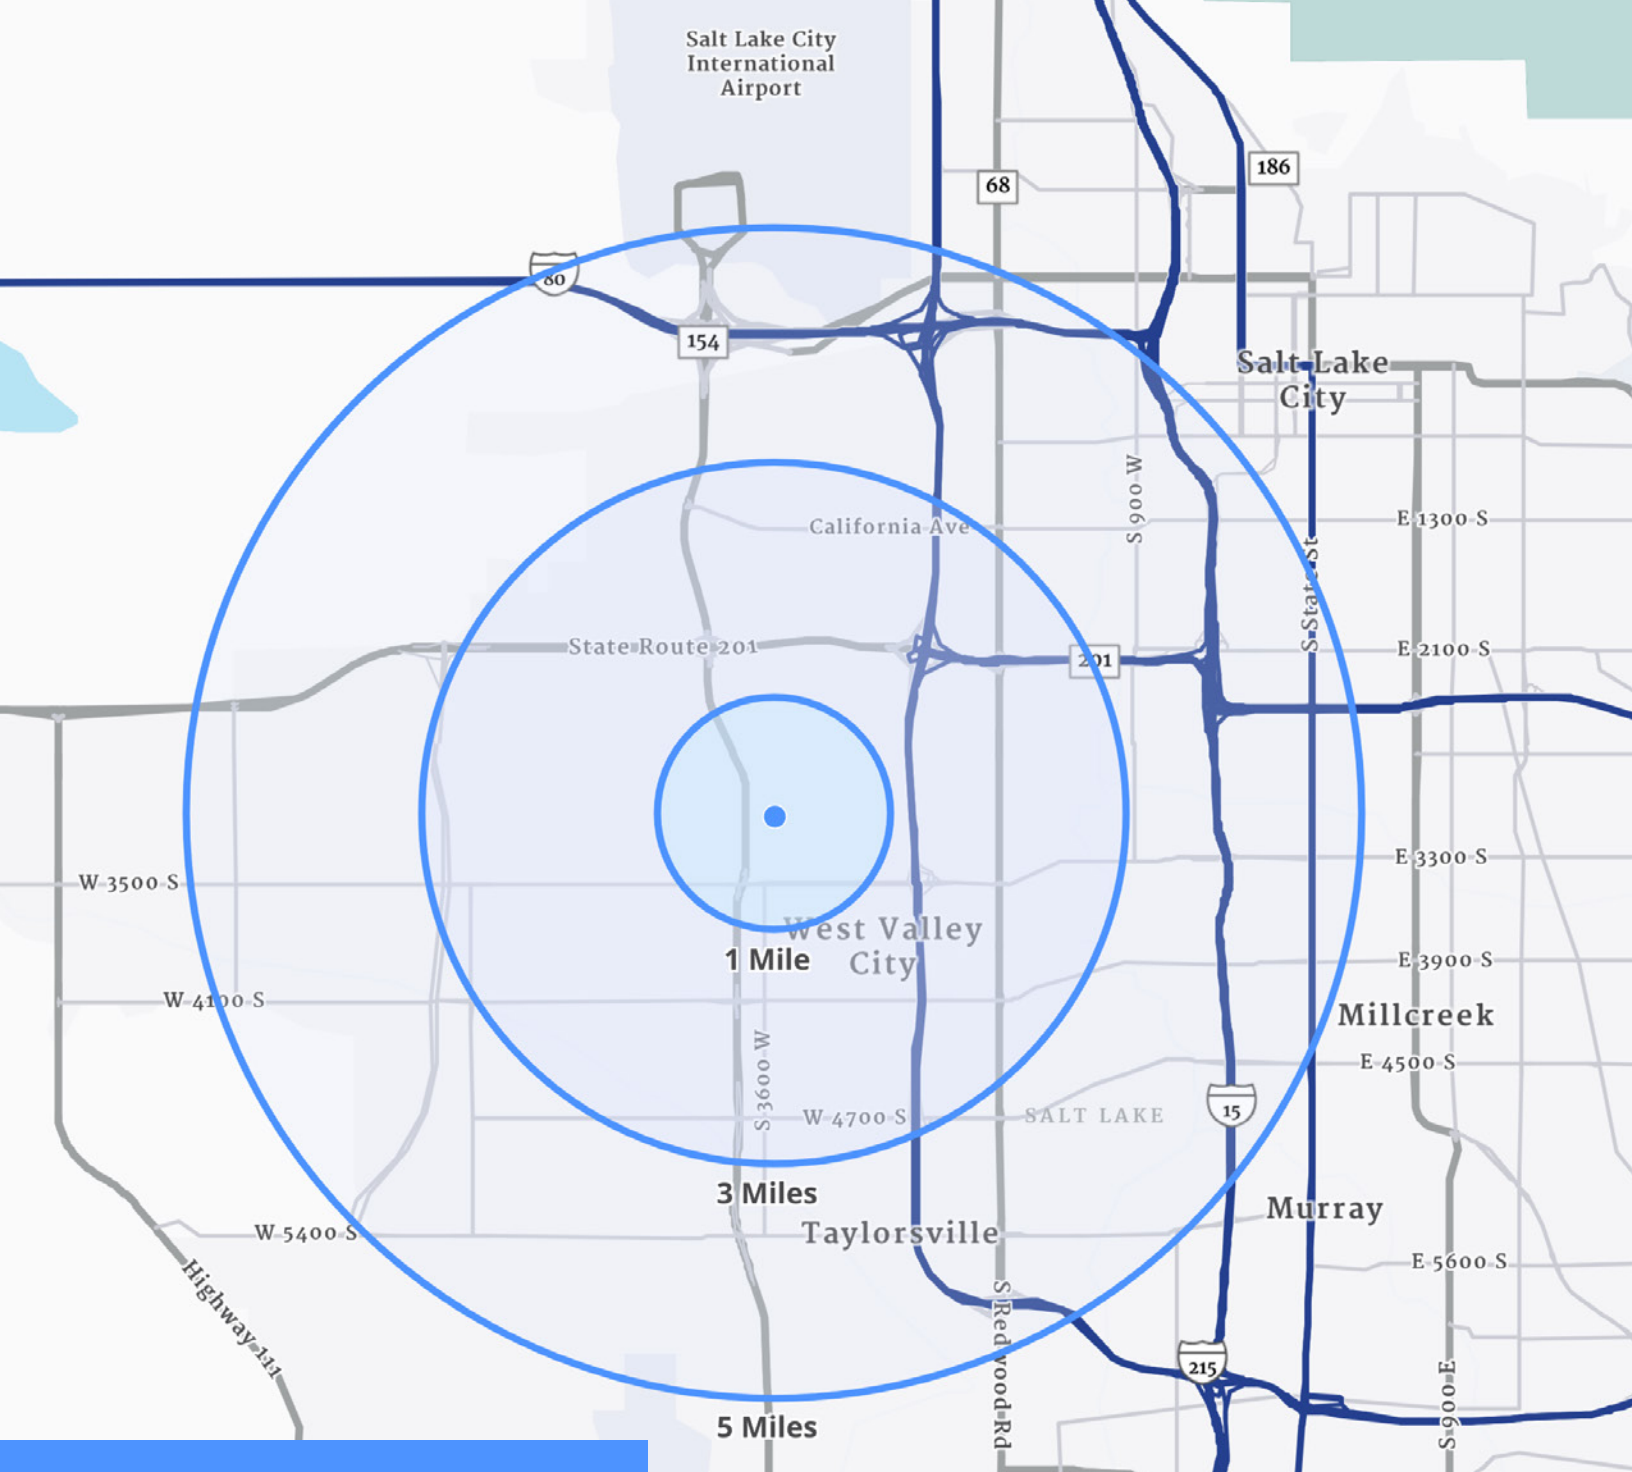 Salt Lake City
International
Airport
186
68
80
154
Salt Lake
City
S 900 W
California Ave
E 1300 S
S State St
State Route 201
201
E 2100 S
E 3300 S
W 3500 S
West Valley
City
1 Mile
E 3900 S
W 4100 S
Millcreek
S 3600 W
E 4500 S
15
W 4700 S
SALT LAKE
3 Miles
Murray
W 5400 S
Taylorsville
E 5600 S
Highway 111
S Redwood Rd
215
S 900 E
5 Miles